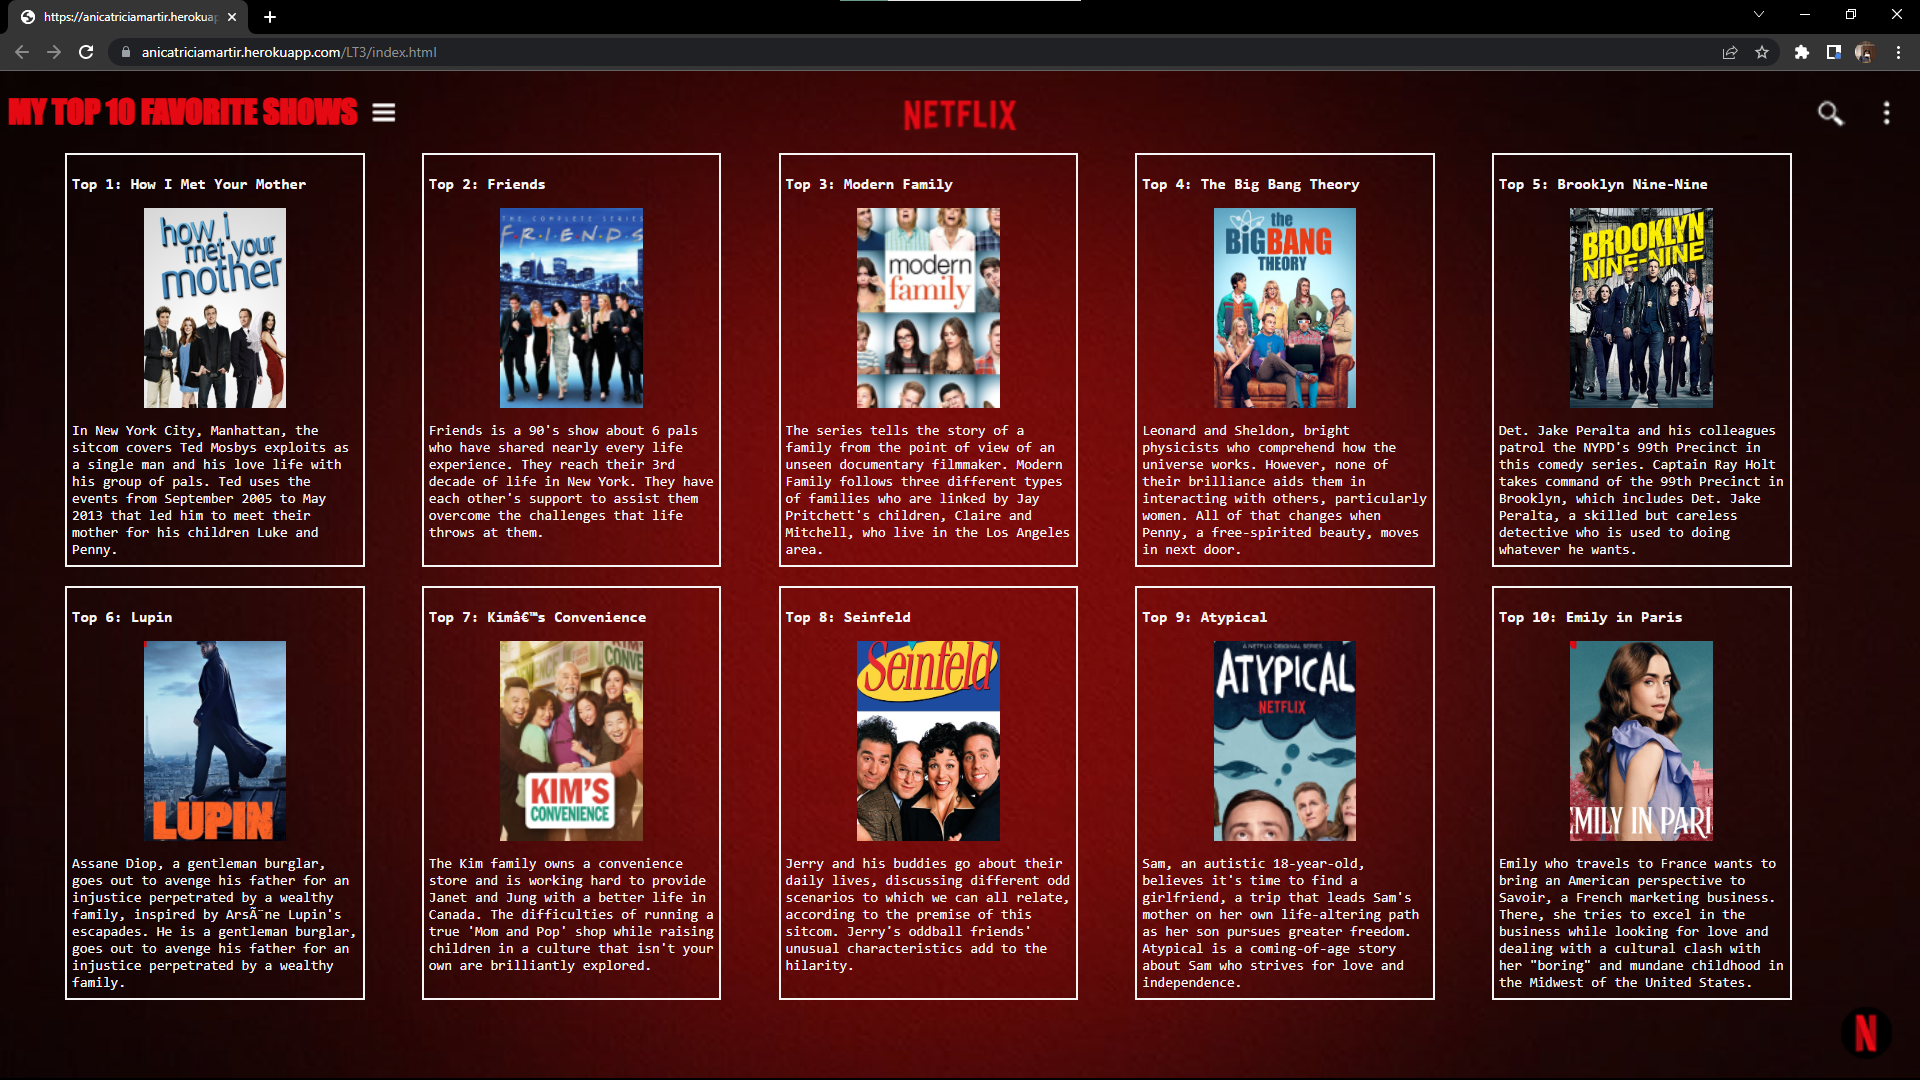 https://anicatriciamartir.herokuap
anicatriciamartir.herokuapp.com/LT3/index.html
MY TOP 10 FAVORITE SHOWS
NETFLIX
Top 1: How I Met Your Mother
how i
met your
mother
In New York City, Manhattan, the
sitcom covers Ted Mosbys exploits as
a single man and his love life with
his group of pals. Ted uses the
events from September 2005 to May
2013 that led him to meet their
mother for his children Luke and
Penny.
Top 2: Friends
THE COMPLETE SERIES
F·R·I·E·N·D·S
Friends is a 90's show about 6 pals
who have shared nearly every life
experience. They reach their 3rd
decade of life in New York. They have
each other's support to assist them
overcome the challenges that life
throws at them.
Top 3: Modern Family
modern
family
The series tells the story of a
family from the point of view of an
unseen documentary filmmaker. Modern
Family follows three different types
of families who are linked by Jay
Pritchett's children, Claire and
Mitchell, who live in the Los Angeles
area.
Top 4: The Big Bang Theory
the
BIG BANG
THEORY
Leonard and Sheldon, bright
physicists who comprehend how the
universe works. However, none of
their brilliance aids them in
interacting with others, particularly
women. All of that changes when
Penny, a free-spirited beauty, moves
in next door.
Top 5: Brooklyn Nine-Nine
BROOKLYN
NINE-NINE
Det. Jake Peralta and his colleagues
patrol the NYPD's 99th Precinct in
this comedy series. Captain Ray Holt
takes command of the 99th Precinct in
Brooklyn, which includes Det. Jake
Peralta, a skilled but careless
detective who is used to doing
whatever he wants.
Top 6: Lupin
LUPIN
Assane Diop, a gentleman burglar,
goes out to avenge his father for an
injustice perpetrated by a wealthy
family, inspired by ArsÃ¨ne Lupin's
escapades. He is a gentleman burglar,
goes out to avenge his father for an
injustice perpetrated by a wealthy
family.
Top 7: Kimâ€™s Convenience
KIM'S
CONVE
KIM'S
CONVENIENCE
The Kim family owns a convenience
store and is working hard to provide
Janet and Jung with a better life in
Canada. The difficulties of running a
true 'Mom and Pop' shop while raising
children in a culture that isn't your
own are brilliantly explored.
Top 8: Seinfeld
Seinfeld
Jerry and his buddies go about their
daily lives, discussing different odd
scenarios to which we can all relate,
according to the premise of this
sitcom. Jerry's oddball friends'
unusual characteristics add to the
hilarity.
Top 9: Atypical
A NETFLIX ORIGINAL SERIES
ATYPICAL
NETFLIX
Sam, an autistic 18-year-old,
believes it's time to find a
girlfriend, a trip that leads Sam's
mother on her own life-altering path
as her son pursues greater freedom.
Atypical is a coming-of-age story
about Sam who strives for love and
independence.
Top 10: Emily in Paris
EMILY IN PARI
Emily who travels to France wants to
bring an American perspective to
Savoir, a French marketing business.
There, she tries to excel in the
business while looking for love and
dealing with a cultural clash with
her "boring" and mundane childhood in
the Midwest of the United States.
N